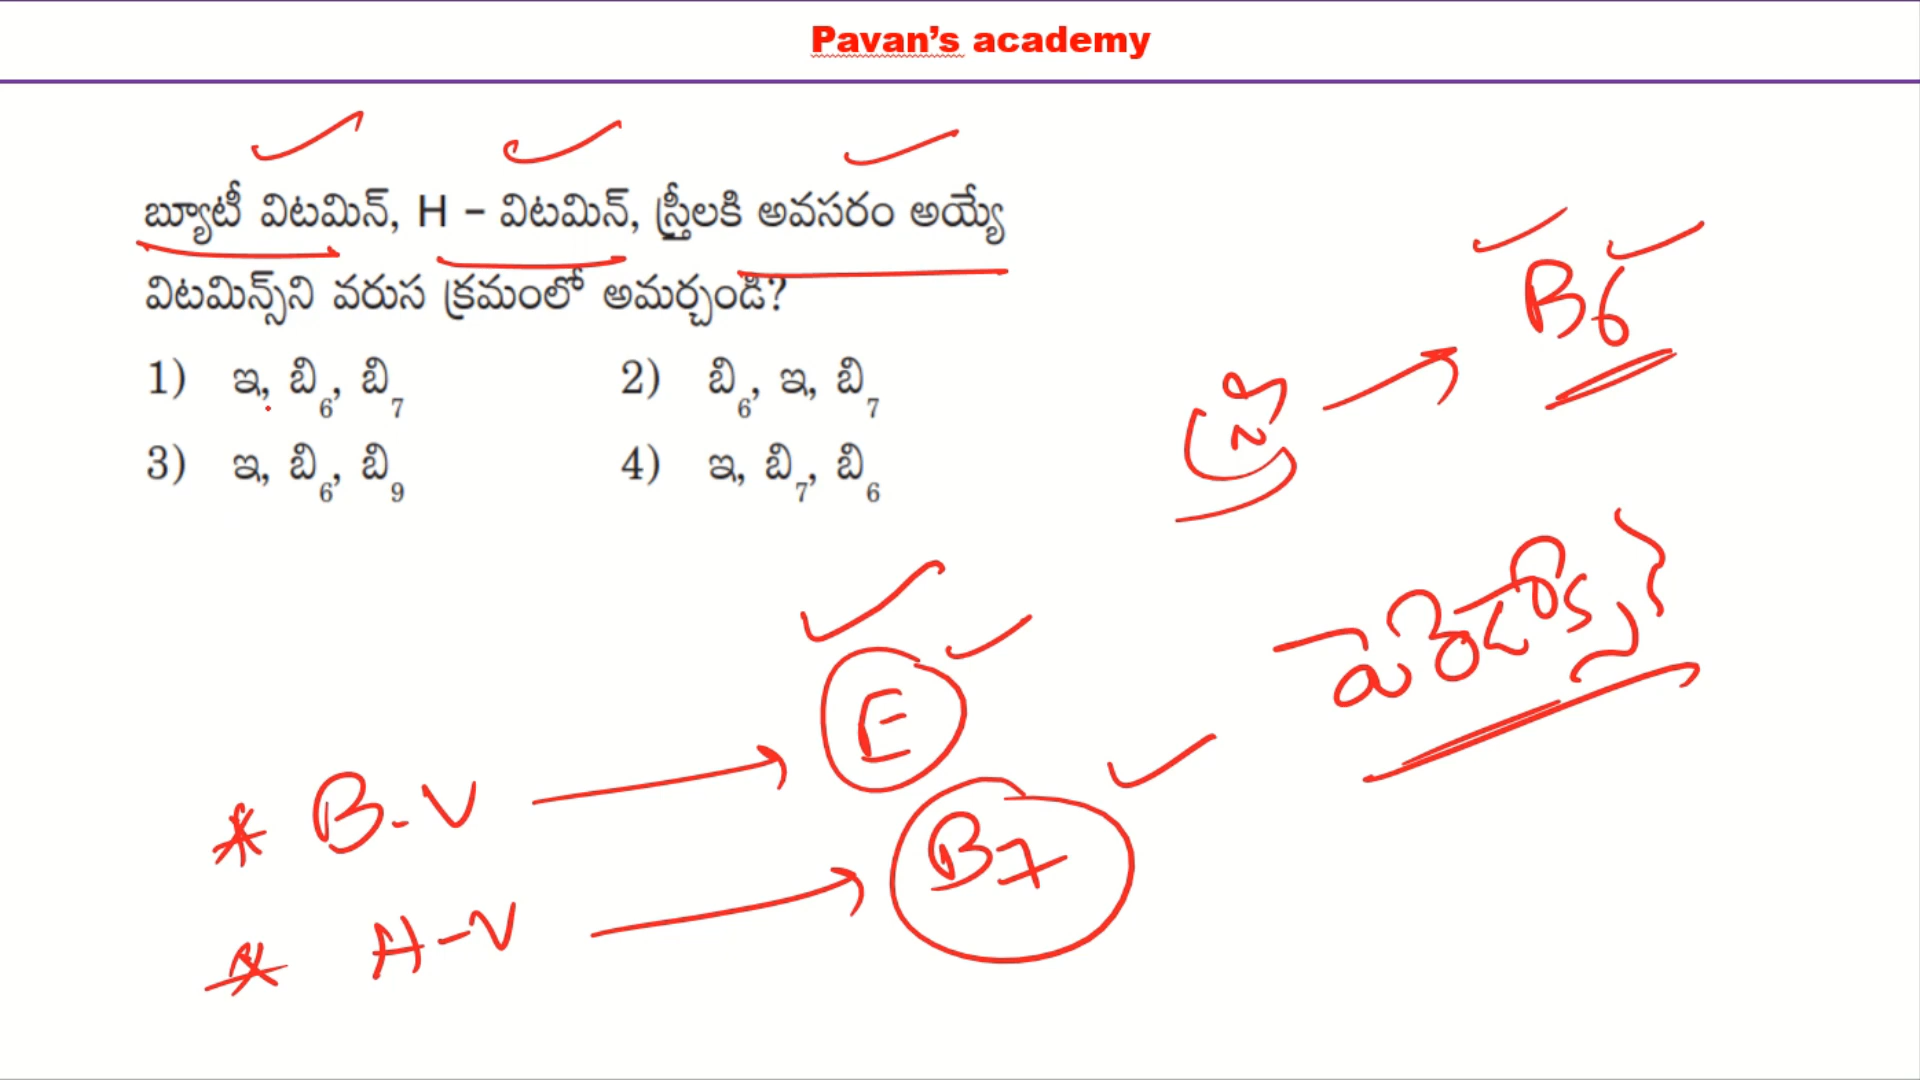 Pavan's academy
బ్యూటీ విటమిన్, H – విటమిన్, స్త్రీలకి అవసరం అయ్యే
విటమిన్స్‌ని వరుస క్రమంలో అమర్చండి?
1) ఇ, బి6, బి7 2) బి6, ఇ, బి7
3) ఇ, బి6, బి9 4) ఇ, బి7, బి6
B6
E
* B-V
B7
* H-V